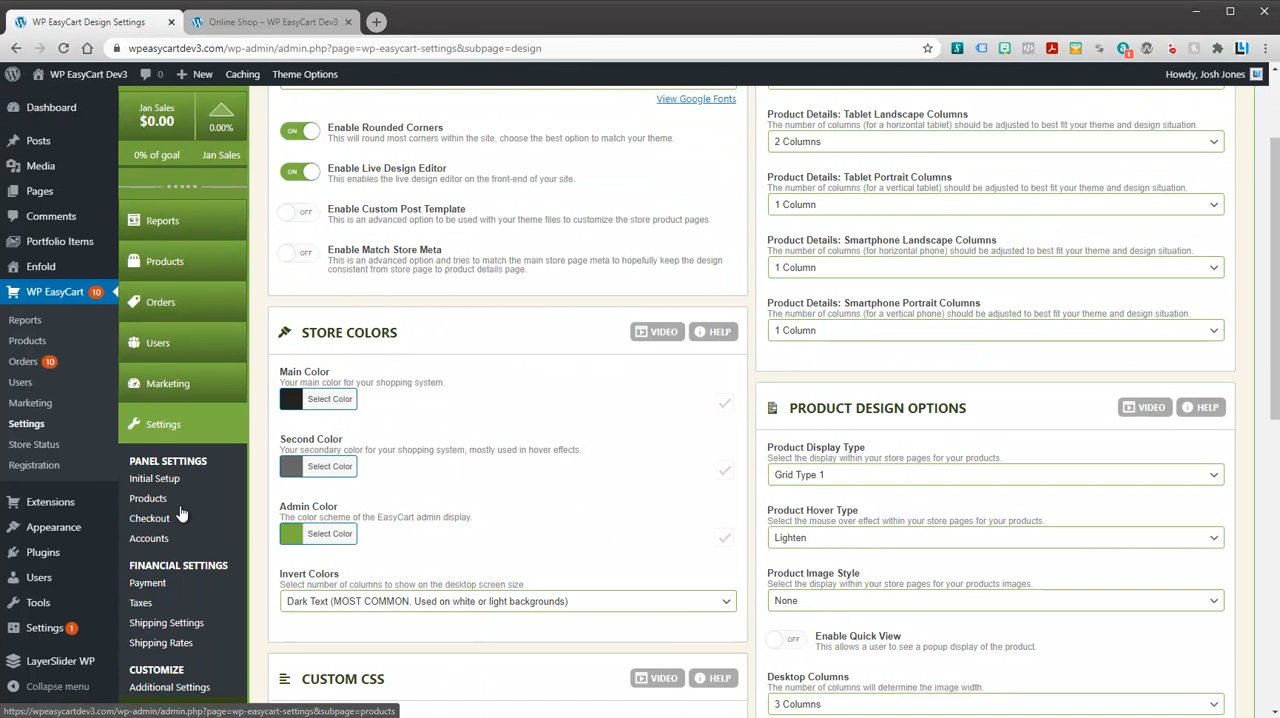 WP EasyCart Design Settings
Online Shop – WP EasyCart Dev3
wpeasycartdev3.com/wp-admin/admin.php?page=wp-easycart-settings&subpage=design
WP EasyCart Dev3
0
New
Caching
Theme Options
Howdy, Josh Jones
Dashboard
Posts
Media
Pages
Comments
Portfolio Items
Enfold
WP EasyCart 10
Reports
Products
Orders 10
Users
Marketing
Settings
Store Status
Registration
Extensions
Appearance
Plugins
Users
Tools
Settings 1
LayerSlider WP
Collapse menu
Jan Sales
$0.00
0.00%
0% of goal
Jan Sales
Reports
Products
Orders
Users
Marketing
Settings
PANEL SETTINGS
Initial Setup
Products
Checkout
Accounts
FINANCIAL SETTINGS
Payment
Taxes
Shipping Settings
Shipping Rates
CUSTOMIZE
Additional Settings
View Google Fonts
ON
Enable Rounded Corners
This will round most corners within the site, choose the best option to match your theme.
ON
Enable Live Design Editor
This enables the live design editor on the front-end of your site.
OFF
Enable Custom Post Template
This is an advanced option to be used with your theme files to customize the store product pages.
OFF
Enable Match Store Meta
This is an advanced option and tries to match the main store page meta to hopefully keep the design
consistent from store page to product details page.
STORE COLORS
VIDEO
HELP
Main Color
Your main color for your shopping system.
Select Color
Second Color
Your secondary color for your shopping system, mostly used in hover effects.
Select Color
Admin Color
The color scheme of the EasyCart admin display.
Select Color
Invert Colors
Select number of columns to show on the desktop screen size
Dark Text (MOST COMMON, Used on white or light backgrounds)
CUSTOM CSS
VIDEO
HELP
Product Details: Tablet Landscape Columns
The number of columns (for a horizontal tablet) should be adjusted to best fit your theme and design situation.
2 Columns
Product Details: Tablet Portrait Columns
The number of columns (for a vertical tablet) should be adjusted to best fit your theme and design situation.
1 Column
Product Details: Smartphone Landscape Columns
The number of columns (for horizontal phone) should be adjusted to best fit your theme and design situation.
1 Column
Product Details: Smartphone Portrait Columns
The number of columns (for a vertical phone) should be adjusted to best fit your theme and design situation.
1 Column
PRODUCT DESIGN OPTIONS
VIDEO
HELP
Product Display Type
Select the display within your store pages for your products.
Grid Type 1
Product Hover Type
Select the mouse over effect within your store pages for your products.
Lighten
Product Image Style
Select the display within your store pages for your products images.
None
OFF
Enable Quick View
This allows a user to see a popup display of the product.
Desktop Columns
The number of columns will determine the image width.
3 Columns
https://wpeasycartdev3.com/wp-admin/admin.php?page=wp-easycart-settings&subpage=products